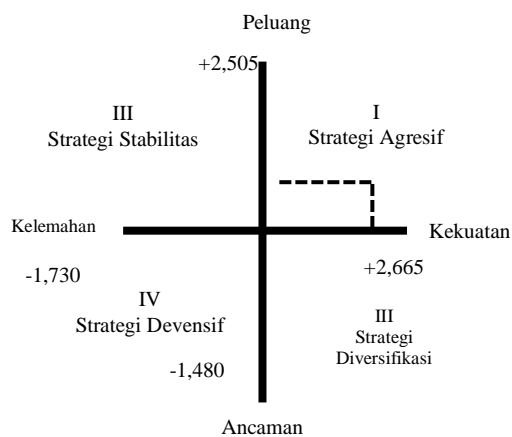 Peluang
+2,505
III
Strategi Stabilitas
I
Strategi Agresif
Kelemahan
Kekuatan
-1,730
+2,665
IV
Strategi Devensif
III
Strategi
Diversifikasi
-1,480
Ancaman